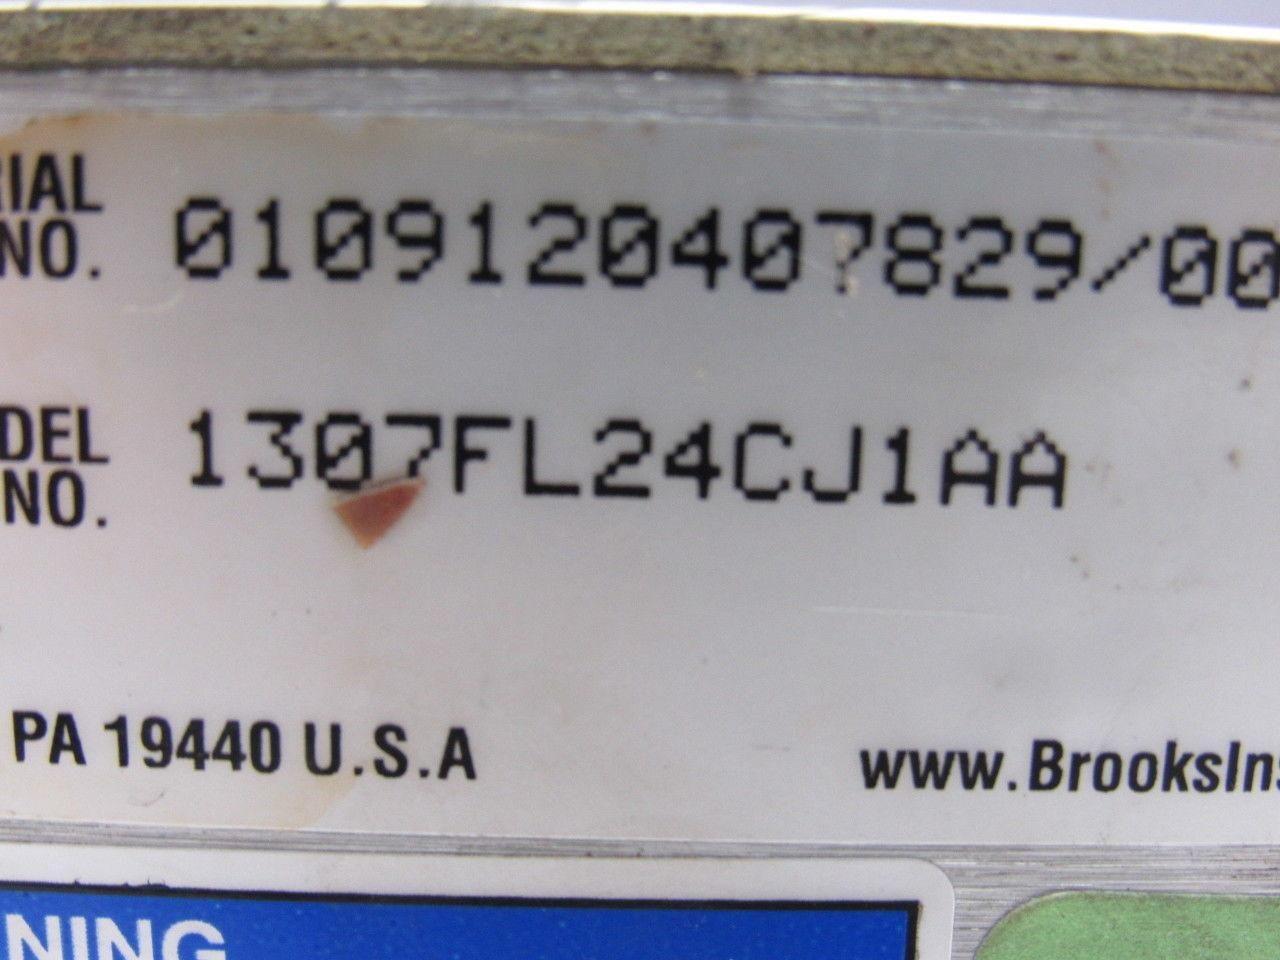 RIAL
NO. 0109120407829/00
DEL
NO. 1307FL24CJ1AA
PA 19440 U.S.A www.BrooksIns
NING